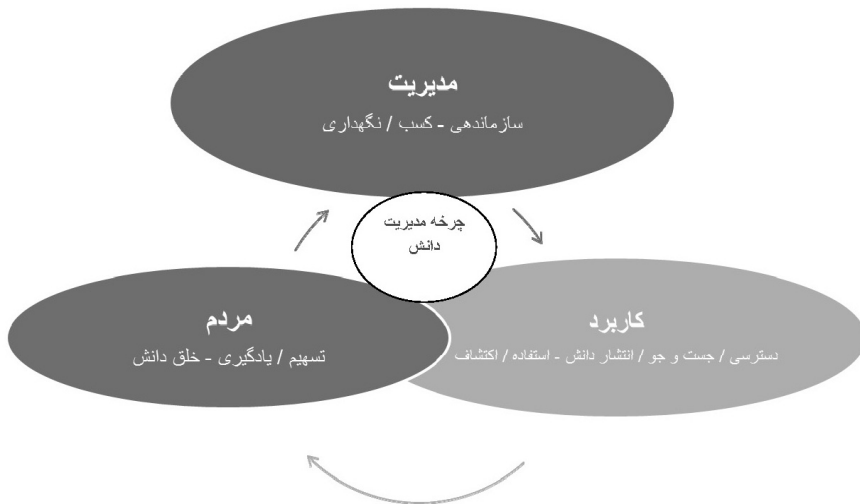 مدیریت
سازماندهی - کسب / نگهداری
چرخه مدیریت
دانش
کاربرد
دسترسی / جست و جو / انتشار دانش - استفاده / اکتشاف
مردم
تسهیم / یادگیری - خلق دانش